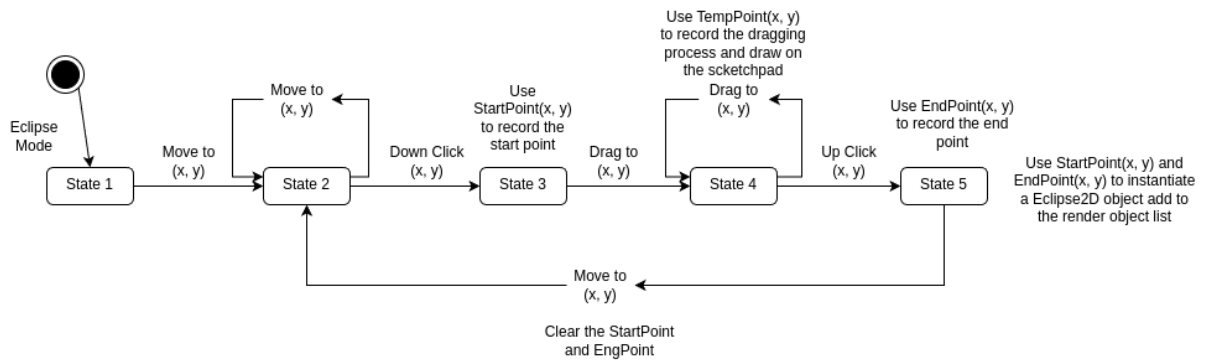 Eclipse
Mode
State 1
Move to
(x, y)
Move to
(x, y)
State 2
Down Click
(x, y)
Use
StartPoint(x, y)
to record the
start point
State 3
Drag to
(x, y)
Use TempPoint(x, y)
to record the dragging
process and draw on
the scketchpad
Drag to
(x, y)
State 4
Up Click
(x, y)
Use EndPoint(x, y)
to record the end
point
State 5
Use StartPoint(x, y) and
EndPoint(x, y) to instantiate
a Eclipse2D object add to
the render object list
Move to
(x, y)
Clear the StartPoint
and EngPoint